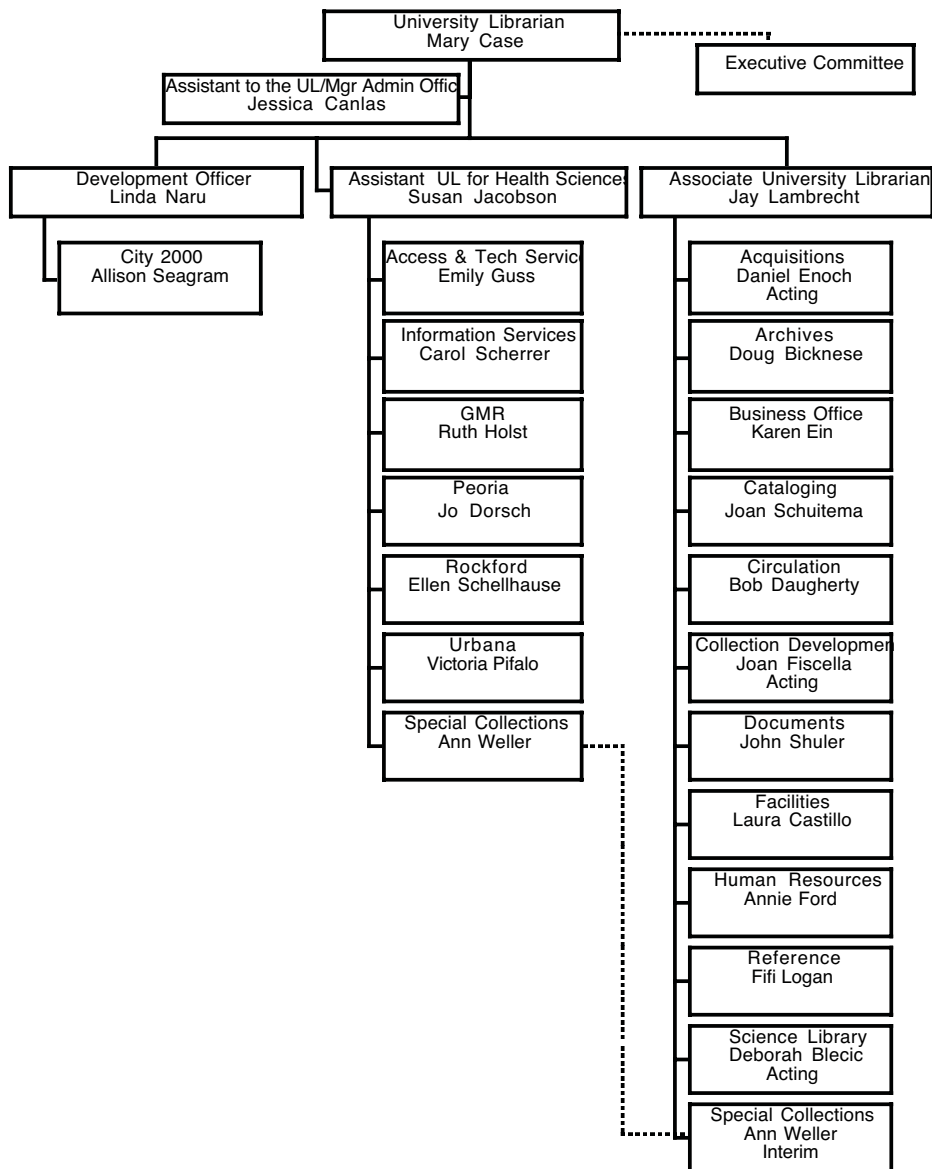 University Librarian
Mary Case
Executive Committee
Assistant to the UL/Mgr Admin Offic
Jessica Canlas
Development Officer
Linda Naru
Assistant UL for Health Sciences
Susan Jacobson
Associate University Librarian
Jay Lambrecht
City 2000
Allison Seagram
Access & Tech Servic
Emily Guss
Information Services
Carol Scherrer
GMR
Ruth Holst
Peoria
Jo Dorsch
Rockford
Ellen Schellhause
Urbana
Victoria Pifalo
Special Collections
Ann Weller
Acquisitions
Daniel Enoch
Acting
Archives
Doug Bicknese
Business Office
Karen Ein
Cataloging
Joan Schuitema
Circulation
Bob Daugherty
Collection Developmen
Joan Fiscella
Acting
Documents
John Shuler
Facilities
Laura Castillo
Human Resources
Annie Ford
Reference
Fifi Logan
Science Library
Deborah Blecic
Acting
Special Collections
Ann Weller
Interim